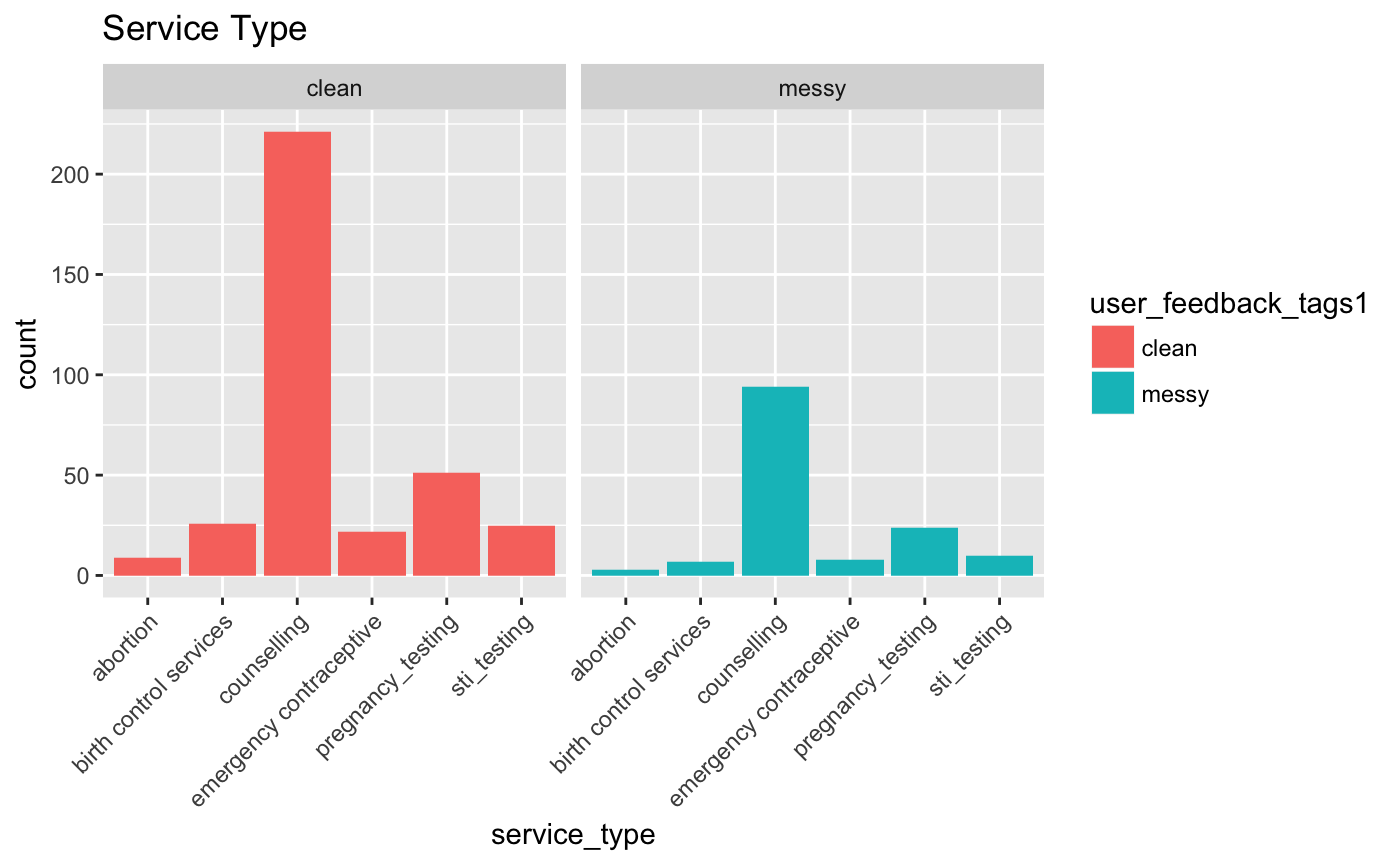 Service Type
clean messy
200
150
100
50
0
count
abortion
birth control services
counselling
emergency contraceptive
pregnancy_testing
sti_testing
abortion
birth control services
counselling
emergency contraceptive
pregnancy_testing
sti_testing
service_type
user_feedback_tags1
clean
messy